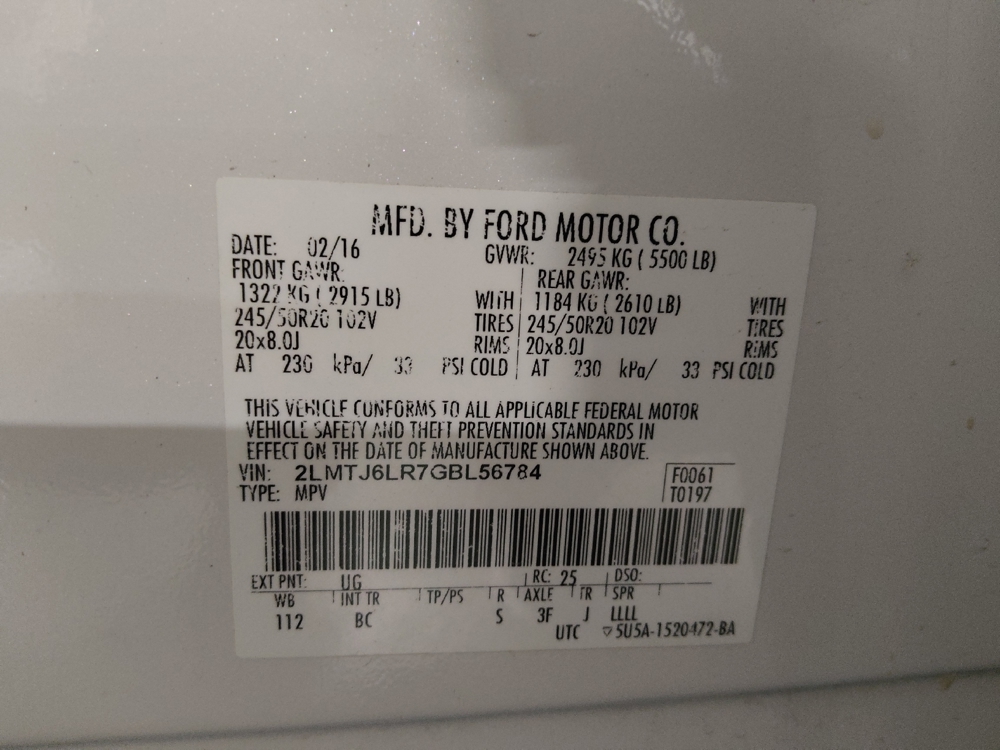 MFD. BY FORD MOTOR CO.
DATE: 02/16 GVWR: 2495 KG ( 5500 LB)
FRONT GAWR: REAR GAWR:
1322 KG ( 2915 LB) WITH 1184 KG ( 2610 LB) WITH
245/50R20 102V TIRES 245/50R20 102V TIRES
20x8.0J RIMS 20x8.0J RIMS
AT 230 kPa/ 33 PSI COLD AT 230 kPa/ 33 PSI COLD
THIS VEHICLE CONFORMS TO ALL APPLICABLE FEDERAL MOTOR
VEHICLE SAFETY AND THEFT PREVENTION STANDARDS IN
EFFECT ON THE DATE OF MANUFACTURE SHOWN ABOVE.
VIN: 2LMTJ6LR7GBL56784 F0061
TYPE: MPV T0197
EXT PNT: UG RC: 25 DSO:
WB INT TR TP/PS R AXLE TR SPR
112 BC S 3F J LLLL
UTC ▽5U5A-1520472-BA